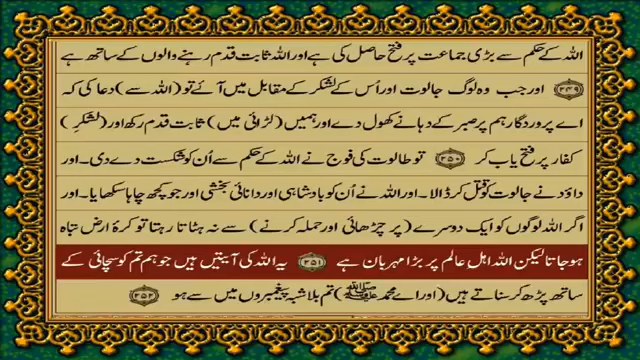 اللہ کے حکم سے بڑی جماعت پر فتح حاصل کی ہے اور اللہ ثابت قدم رہنے والوں کے ساتھ ہے
﴿۲۴۹﴾ اور جب وہ لوگ جالوت اور اُس کے لشکر کے مقابل میں آئے تو (اللہ سے) دعا کی کہ
اے پروردگار ہم پر صبر کے دہانے کھول دے اور ہمیں (لڑائی میں) ثابت قدم رکھ اور (لشکرِ)
کفار پر فتح یاب کر ﴿۲۵۰﴾ تو طالوت کی فوج نے اللہ کے حکم سے اُن کو شکست دے دی۔ اور
داؤد نے جالوت کو قتل کر ڈالا۔ اور اللہ نے اُن کو بادشاہی اور دانائی بخشی اور جو کچھ چاہا سکھایا۔ اور
اگر اللہ لوگوں کو ایک دوسرے (پر چڑھائی اور حملہ کرنے) سے نہ ہٹاتا رہتا تو کرۂ ارض تباہ
ہو جاتا لیکن اللہ اہلِ عالم پر بڑا مہربان ہے ﴿۲۵۱﴾ یہ اللہ کی آیتیں ہیں جو ہم تم کو سچائی کے
ساتھ پڑھ کر سناتے ہیں (اور اے محمد ﷺ) تم بلاشبہ پیغمبروں میں سے ہو ﴿۲۵۲﴾